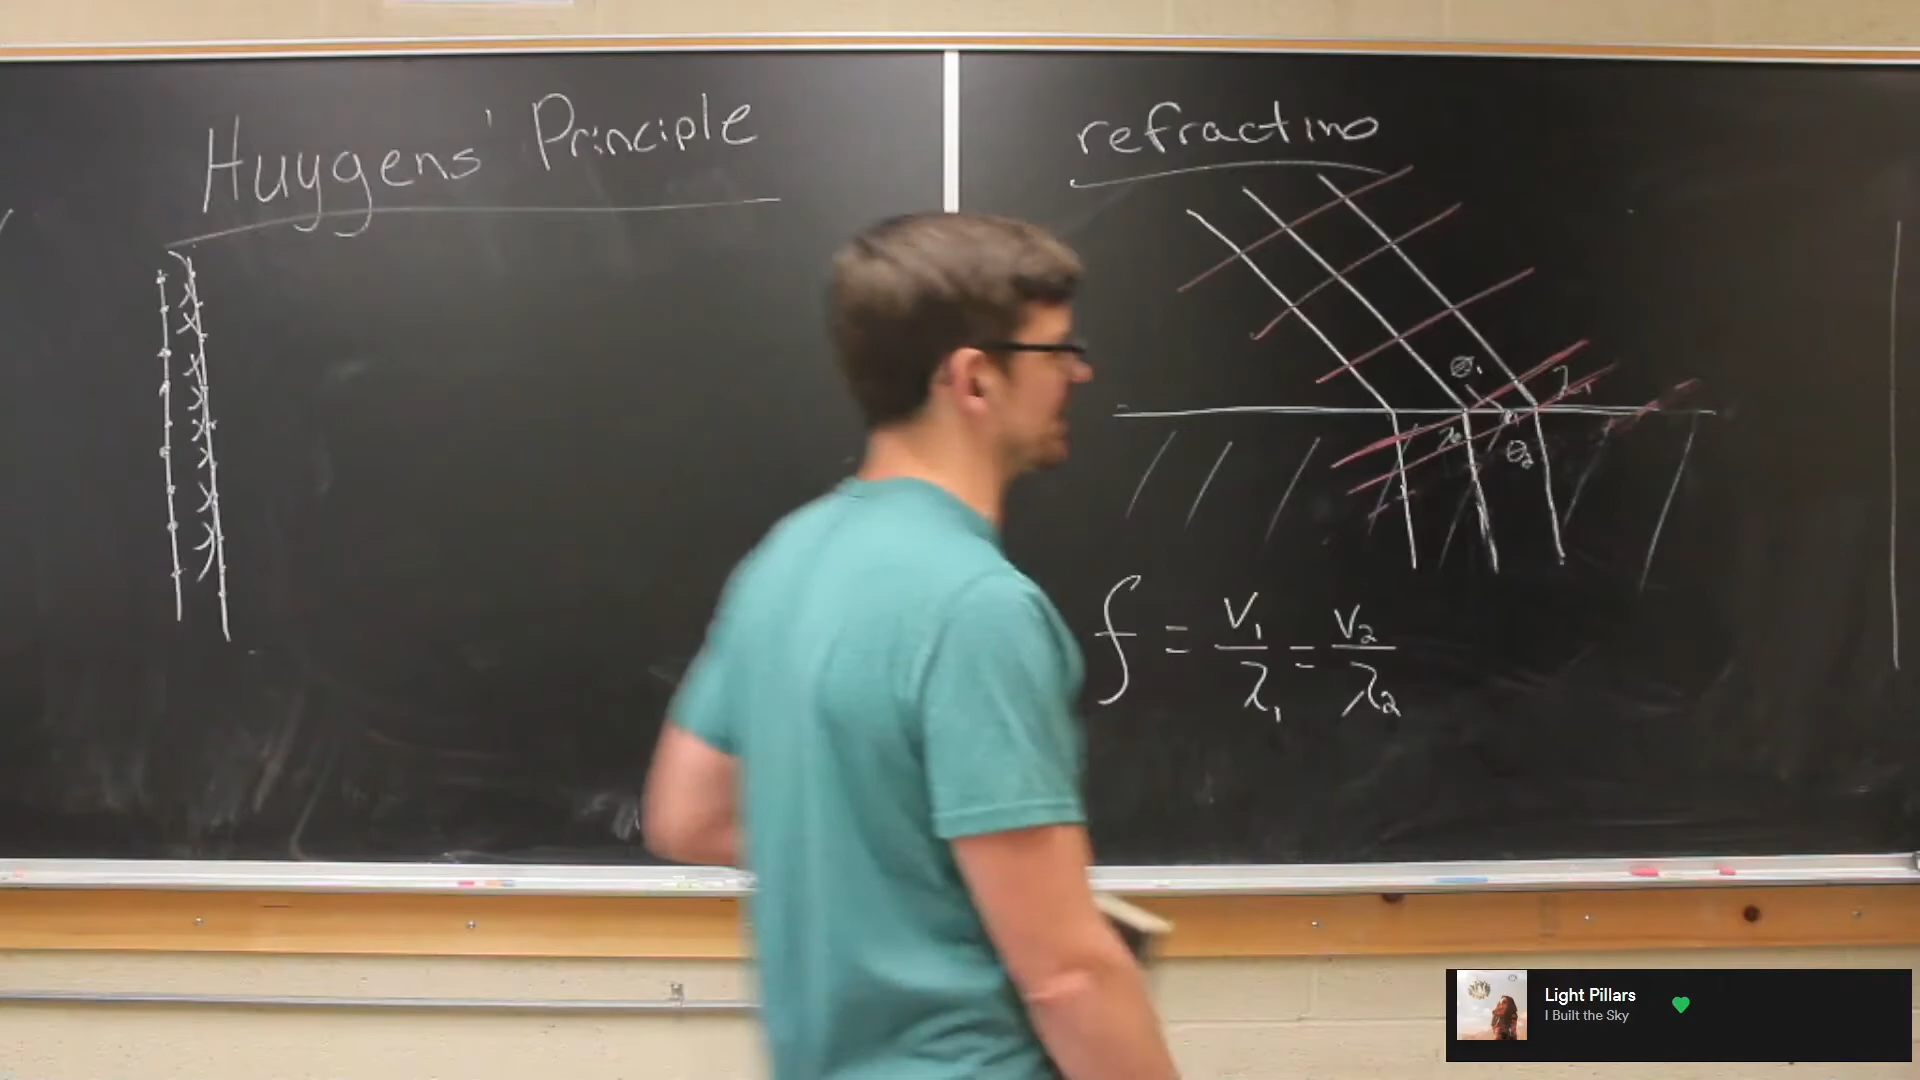 Huygens' Principle
refractino
θ₁
λ₁
λ₂
θ₂
f = V₁/λ₁ = V₂/λ₂
Light Pillars
I Built the Sky